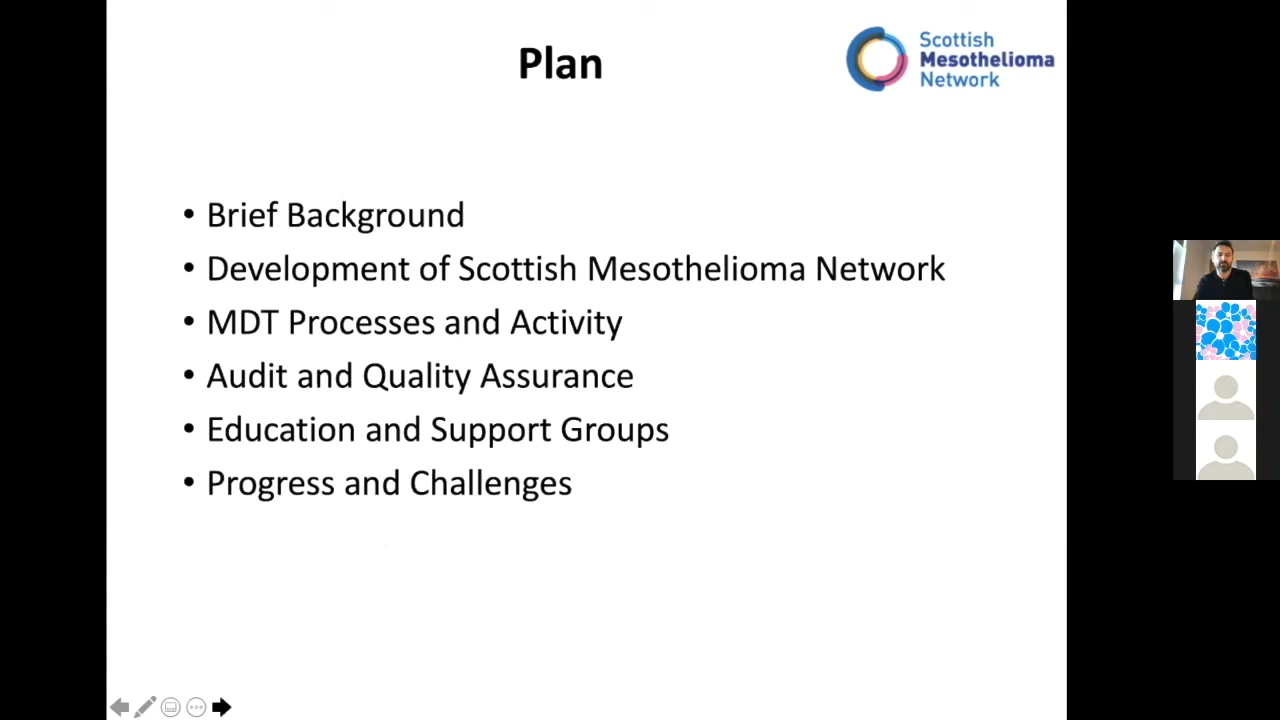 Plan
Scottish
Mesothelioma
Network
• Brief Background
• Development of Scottish Mesothelioma Network
• MDT Processes and Activity
• Audit and Quality Assurance
• Education and Support Groups
• Progress and Challenges